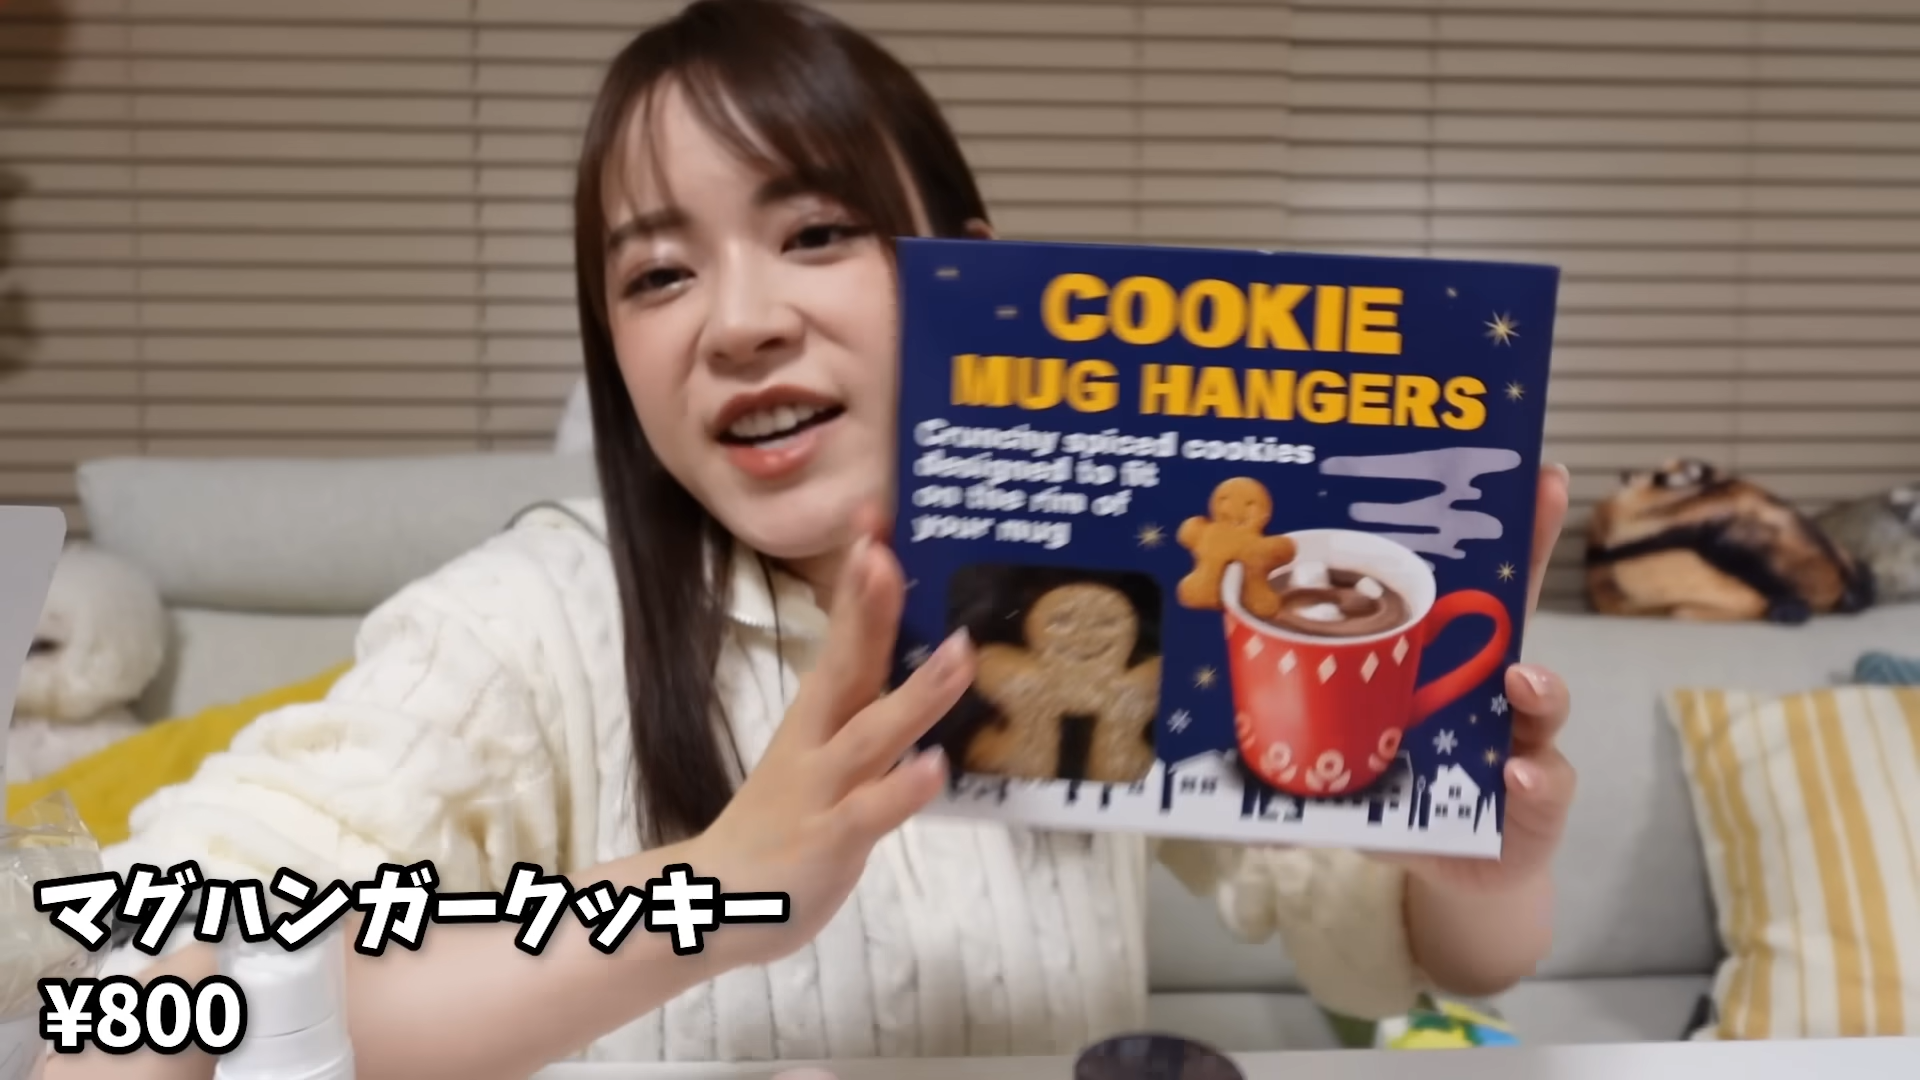 COOKIE
MUG HANGERS
Crunchy spiced cookies
designed to fit
on the rim of
your mug
マグハンガークッキー
¥800